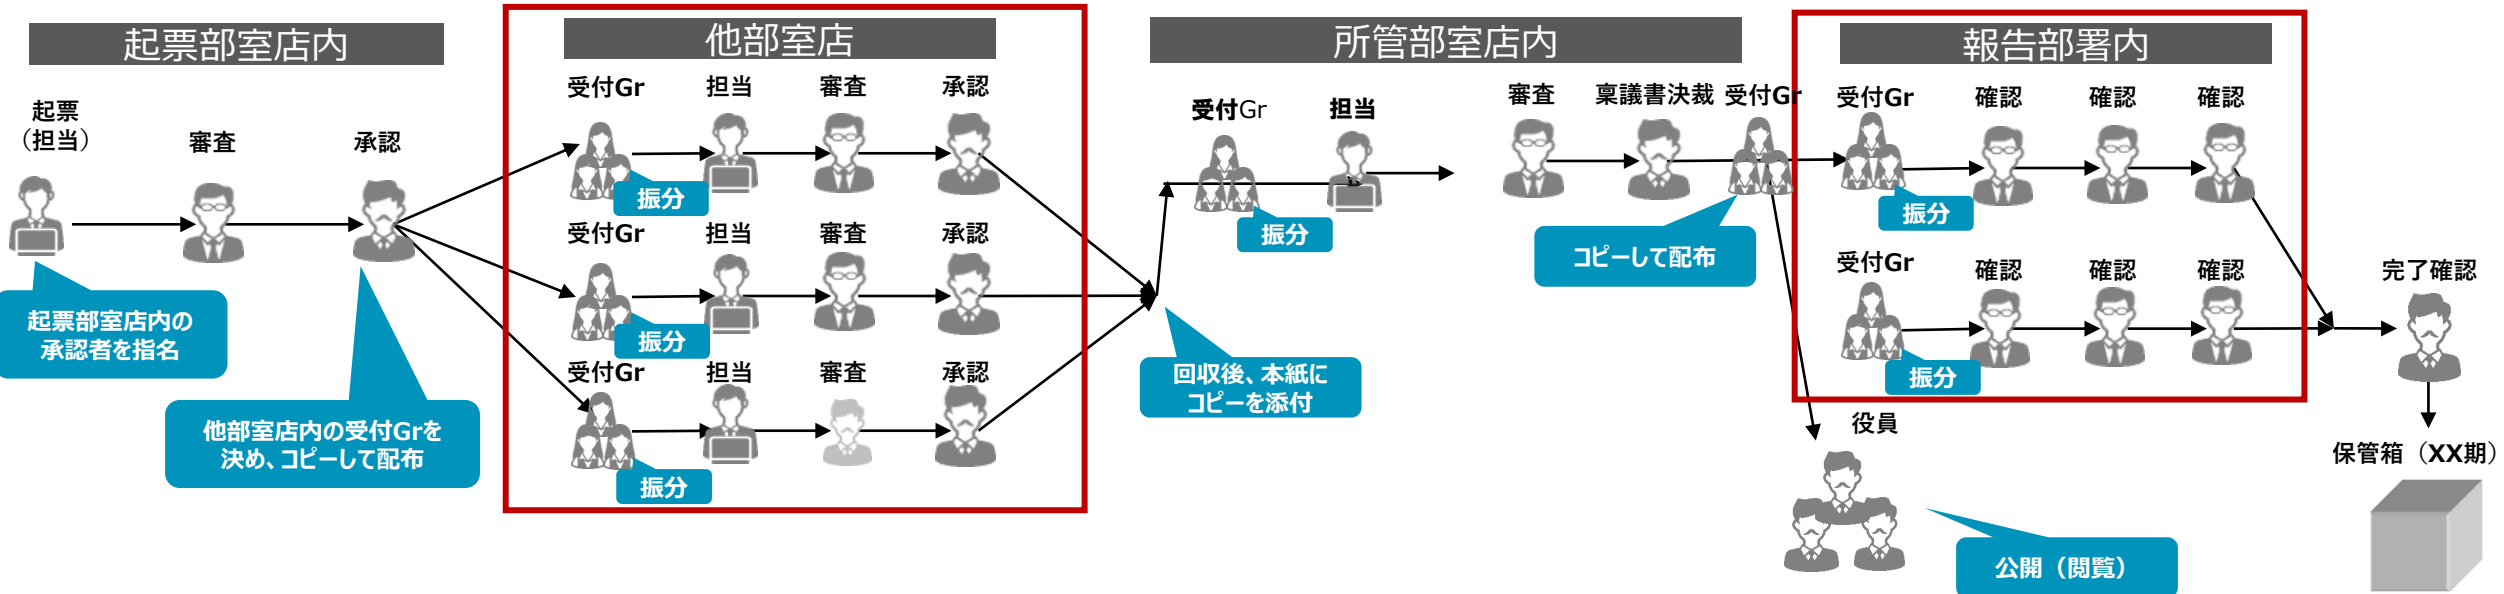 起票部室店内
起票
（担当）
審査
承認
起票部室店内の
承認者を指名
他部室店内の受付Grを
決め、コピーして配布
他部室店
受付Gr
担当
審査
承認
振分
受付Gr
担当
審査
承認
振分
受付Gr
担当
審査
承認
振分
所管部室店内
受付Gr
担当
審査
稟議書決裁
受付Gr
振分
コピーして配布
回収後、本紙に
コピーを添付
報告部署内
受付Gr
確認
確認
確認
振分
受付Gr
確認
確認
確認
振分
役員
公開（閲覧）
完了確認
保管箱（XX期）